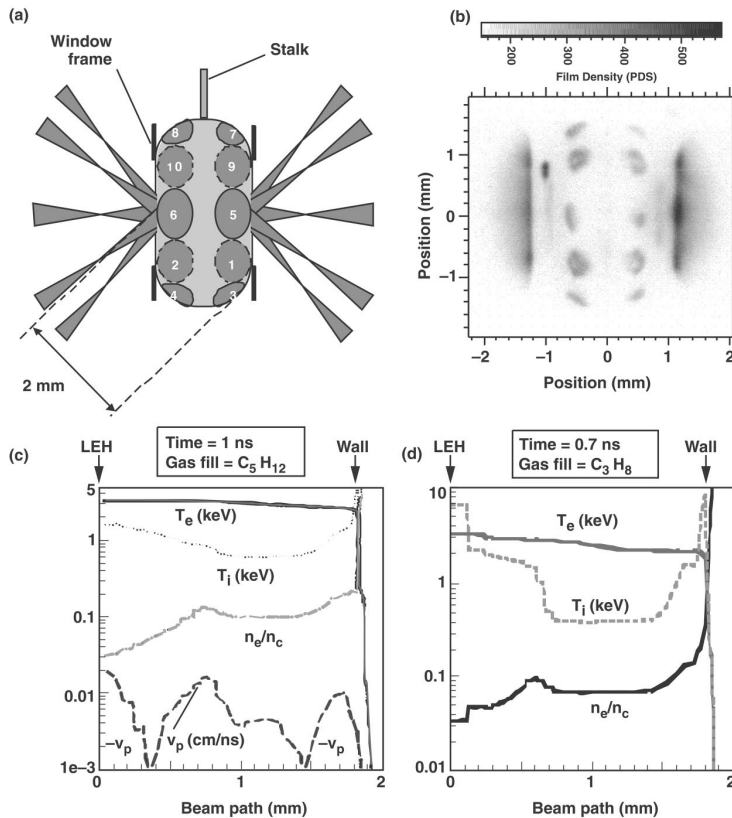 (a)
Window
frame
Stalk
8
7
10
9
6
5
2
1
4
3
2 mm
(b)
200
300
400
500
Film Density (PDS)
Position (mm)
1
0
−1
−2
−1
0
1
2
Position (mm)
(c)
LEH
Time = 1 ns
Gas fill = C5 H12
Wall
5
1
0.1
0.01
1e–3
Te (keV)
Ti (keV)
ne/nc
–vp
vp (cm/ns)
–vp
0
1
2
Beam path (mm)
(d)
LEH
Time = 0.7 ns
Gas fill = C3 H8
Wall
10
1
0.1
0.01
Te (keV)
Ti (keV)
ne/nc
0
1
2
Beam path (mm)